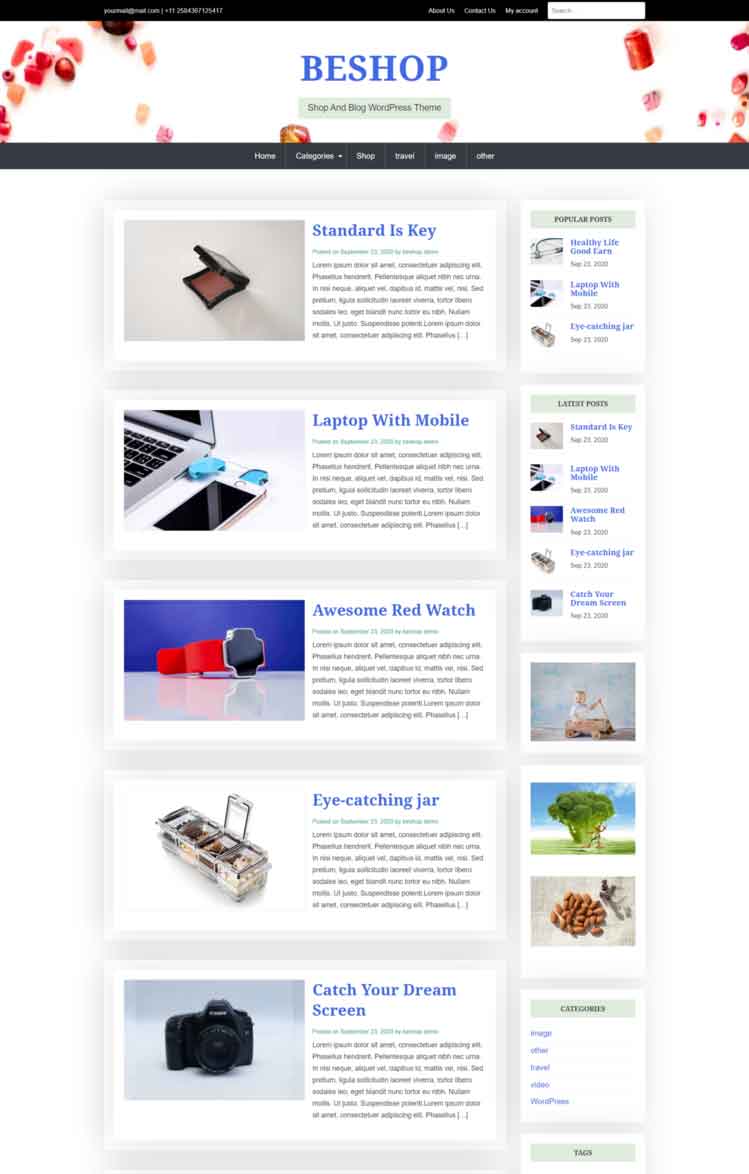 yourmail@mail.com | +11 2584367125417
About Us Contact Us My account Search
BESHOP
Shop And Blog WordPress Theme
Home Categories Shop travel image other
Standard Is Key
Posted on September 23, 2020 by beshop demo
Lorem ipsum dolor sit amet, consectetuer adipiscing elit.
Phasellus hendrerit. Pellentesque aliquet nibh nec urna.
In nisi neque, aliquet vel, dapibus id, mattis vel, nisi. Sed
pretium, ligula sollicitudin laoreet viverra, tortor libero
sodales leo, eget blandit nunc tortor eu nibh. Nullam
mollis. Ut justo. Suspendisse potenti.Lorem ipsum dolor
sit amet, consectetuer adipiscing elit. Phasellus [...]
Laptop With Mobile
Posted on September 23, 2020 by beshop demo
Lorem ipsum dolor sit amet, consectetuer adipiscing elit.
Phasellus hendrerit. Pellentesque aliquet nibh nec urna.
In nisi neque, aliquet vel, dapibus id, mattis vel, nisi. Sed
pretium, ligula sollicitudin laoreet viverra, tortor libero
sodales leo, eget blandit nunc tortor eu nibh. Nullam
mollis. Ut justo. Suspendisse potenti.Lorem ipsum dolor
sit amet, consectetuer adipiscing elit. Phasellus [...]
Awesome Red Watch
Posted on September 23, 2020 by beshop demo
Lorem ipsum dolor sit amet, consectetuer adipiscing elit.
Phasellus hendrerit. Pellentesque aliquet nibh nec urna.
In nisi neque, aliquet vel, dapibus id, mattis vel, nisi. Sed
pretium, ligula sollicitudin laoreet viverra, tortor libero
sodales leo, eget blandit nunc tortor eu nibh. Nullam
mollis. Ut justo. Suspendisse potenti.Lorem ipsum dolor
sit amet, consectetuer adipiscing elit. Phasellus [...]
Eye-catching jar
Posted on September 23, 2020 by beshop demo
Lorem ipsum dolor sit amet, consectetuer adipiscing elit.
Phasellus hendrerit. Pellentesque aliquet nibh nec urna.
In nisi neque, aliquet vel, dapibus id, mattis vel, nisi. Sed
pretium, ligula sollicitudin laoreet viverra, tortor libero
sodales leo, eget blandit nunc tortor eu nibh. Nullam
mollis. Ut justo. Suspendisse potenti.Lorem ipsum dolor
sit amet, consectetuer adipiscing elit. Phasellus [...]
Catch Your Dream
Screen
Posted on September 23, 2020 by beshop demo
Lorem ipsum dolor sit amet, consectetuer adipiscing elit.
Phasellus hendrerit. Pellentesque aliquet nibh nec urna.
In nisi neque, aliquet vel, dapibus id, mattis vel, nisi. Sed
pretium, ligula sollicitudin laoreet viverra, tortor libero
sodales leo, eget blandit nunc tortor eu nibh. Nullam
mollis. Ut justo. Suspendisse potenti.Lorem ipsum dolor
sit amet, consectetuer adipiscing elit. Phasellus [...]
POPULAR POSTS
Healthy Life
Good Earn
Sep 23, 2020
Laptop With
Mobile
Sep 23, 2020
Eye-catching jar
Sep 23, 2020
LATEST POSTS
Standard Is Key
Sep 23, 2020
Laptop With
Mobile
Sep 23, 2020
Awesome Red
Watch
Sep 23, 2020
Eye-catching jar
Sep 23, 2020
Catch Your
Dream Screen
Sep 23, 2020
CATEGORIES
image
other
travel
video
WordPress
TAGS